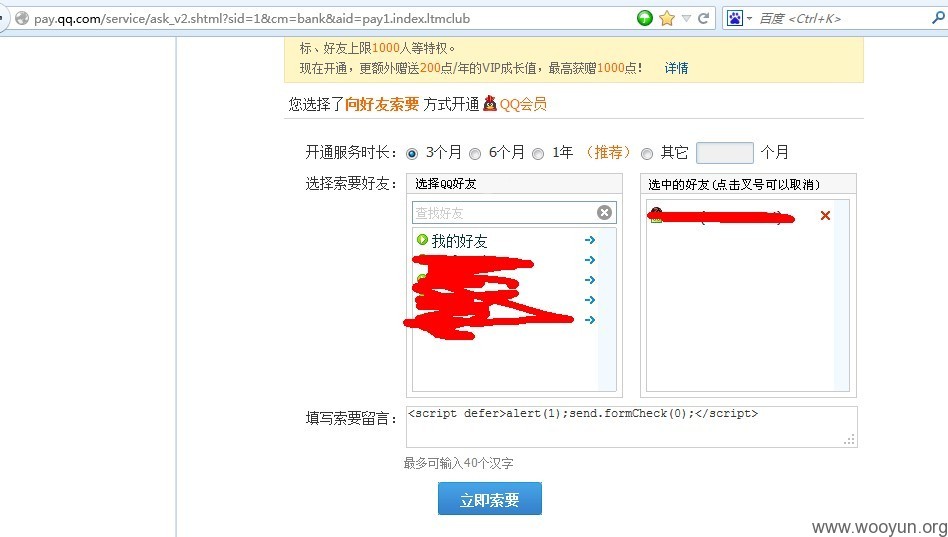 pay.qq.com/service/ask_v2.shtml?sid=1&cm=bank&aid=pay1.index.ltmclub
百度 <Ctrl+K>
标、好友上限1000人等特权。
现在开通，更额外赠送200点/年的VIP成长值，最高获赠1000点！ 详情
您选择了向好友索要 方式开通 QQ会员
开通服务时长： 3个月 6个月 1年 （推荐） 其它 个月
选择索要好友： 选择QQ好友 选中的好友(点击叉号可以取消)
查找好友
我的好友
填写索要留言： <script defer>alert(1);send.formCheck(0);</script>
最多可输入40个汉字
立即索要
www.wooyun.org